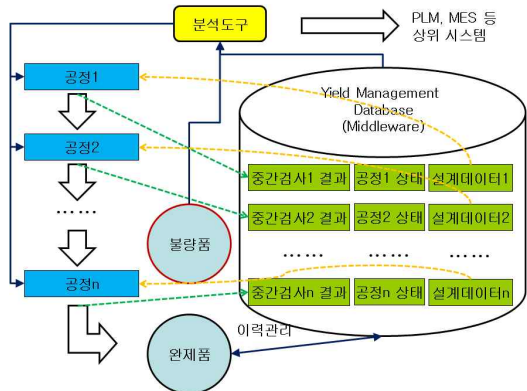 분석도구
PLM, MES 등
상위 시스템
공정1
Yield Management
Database
(Middleware)
공정2
중간검사1 결과 공정1 상태 설계데이터1
중간검사2 결과 공정2 상태 설계데이터2
……
불량품
…… …… ……
공정n
중간검사n 결과 공정n 상태 설계데이터n
이력관리
완제품